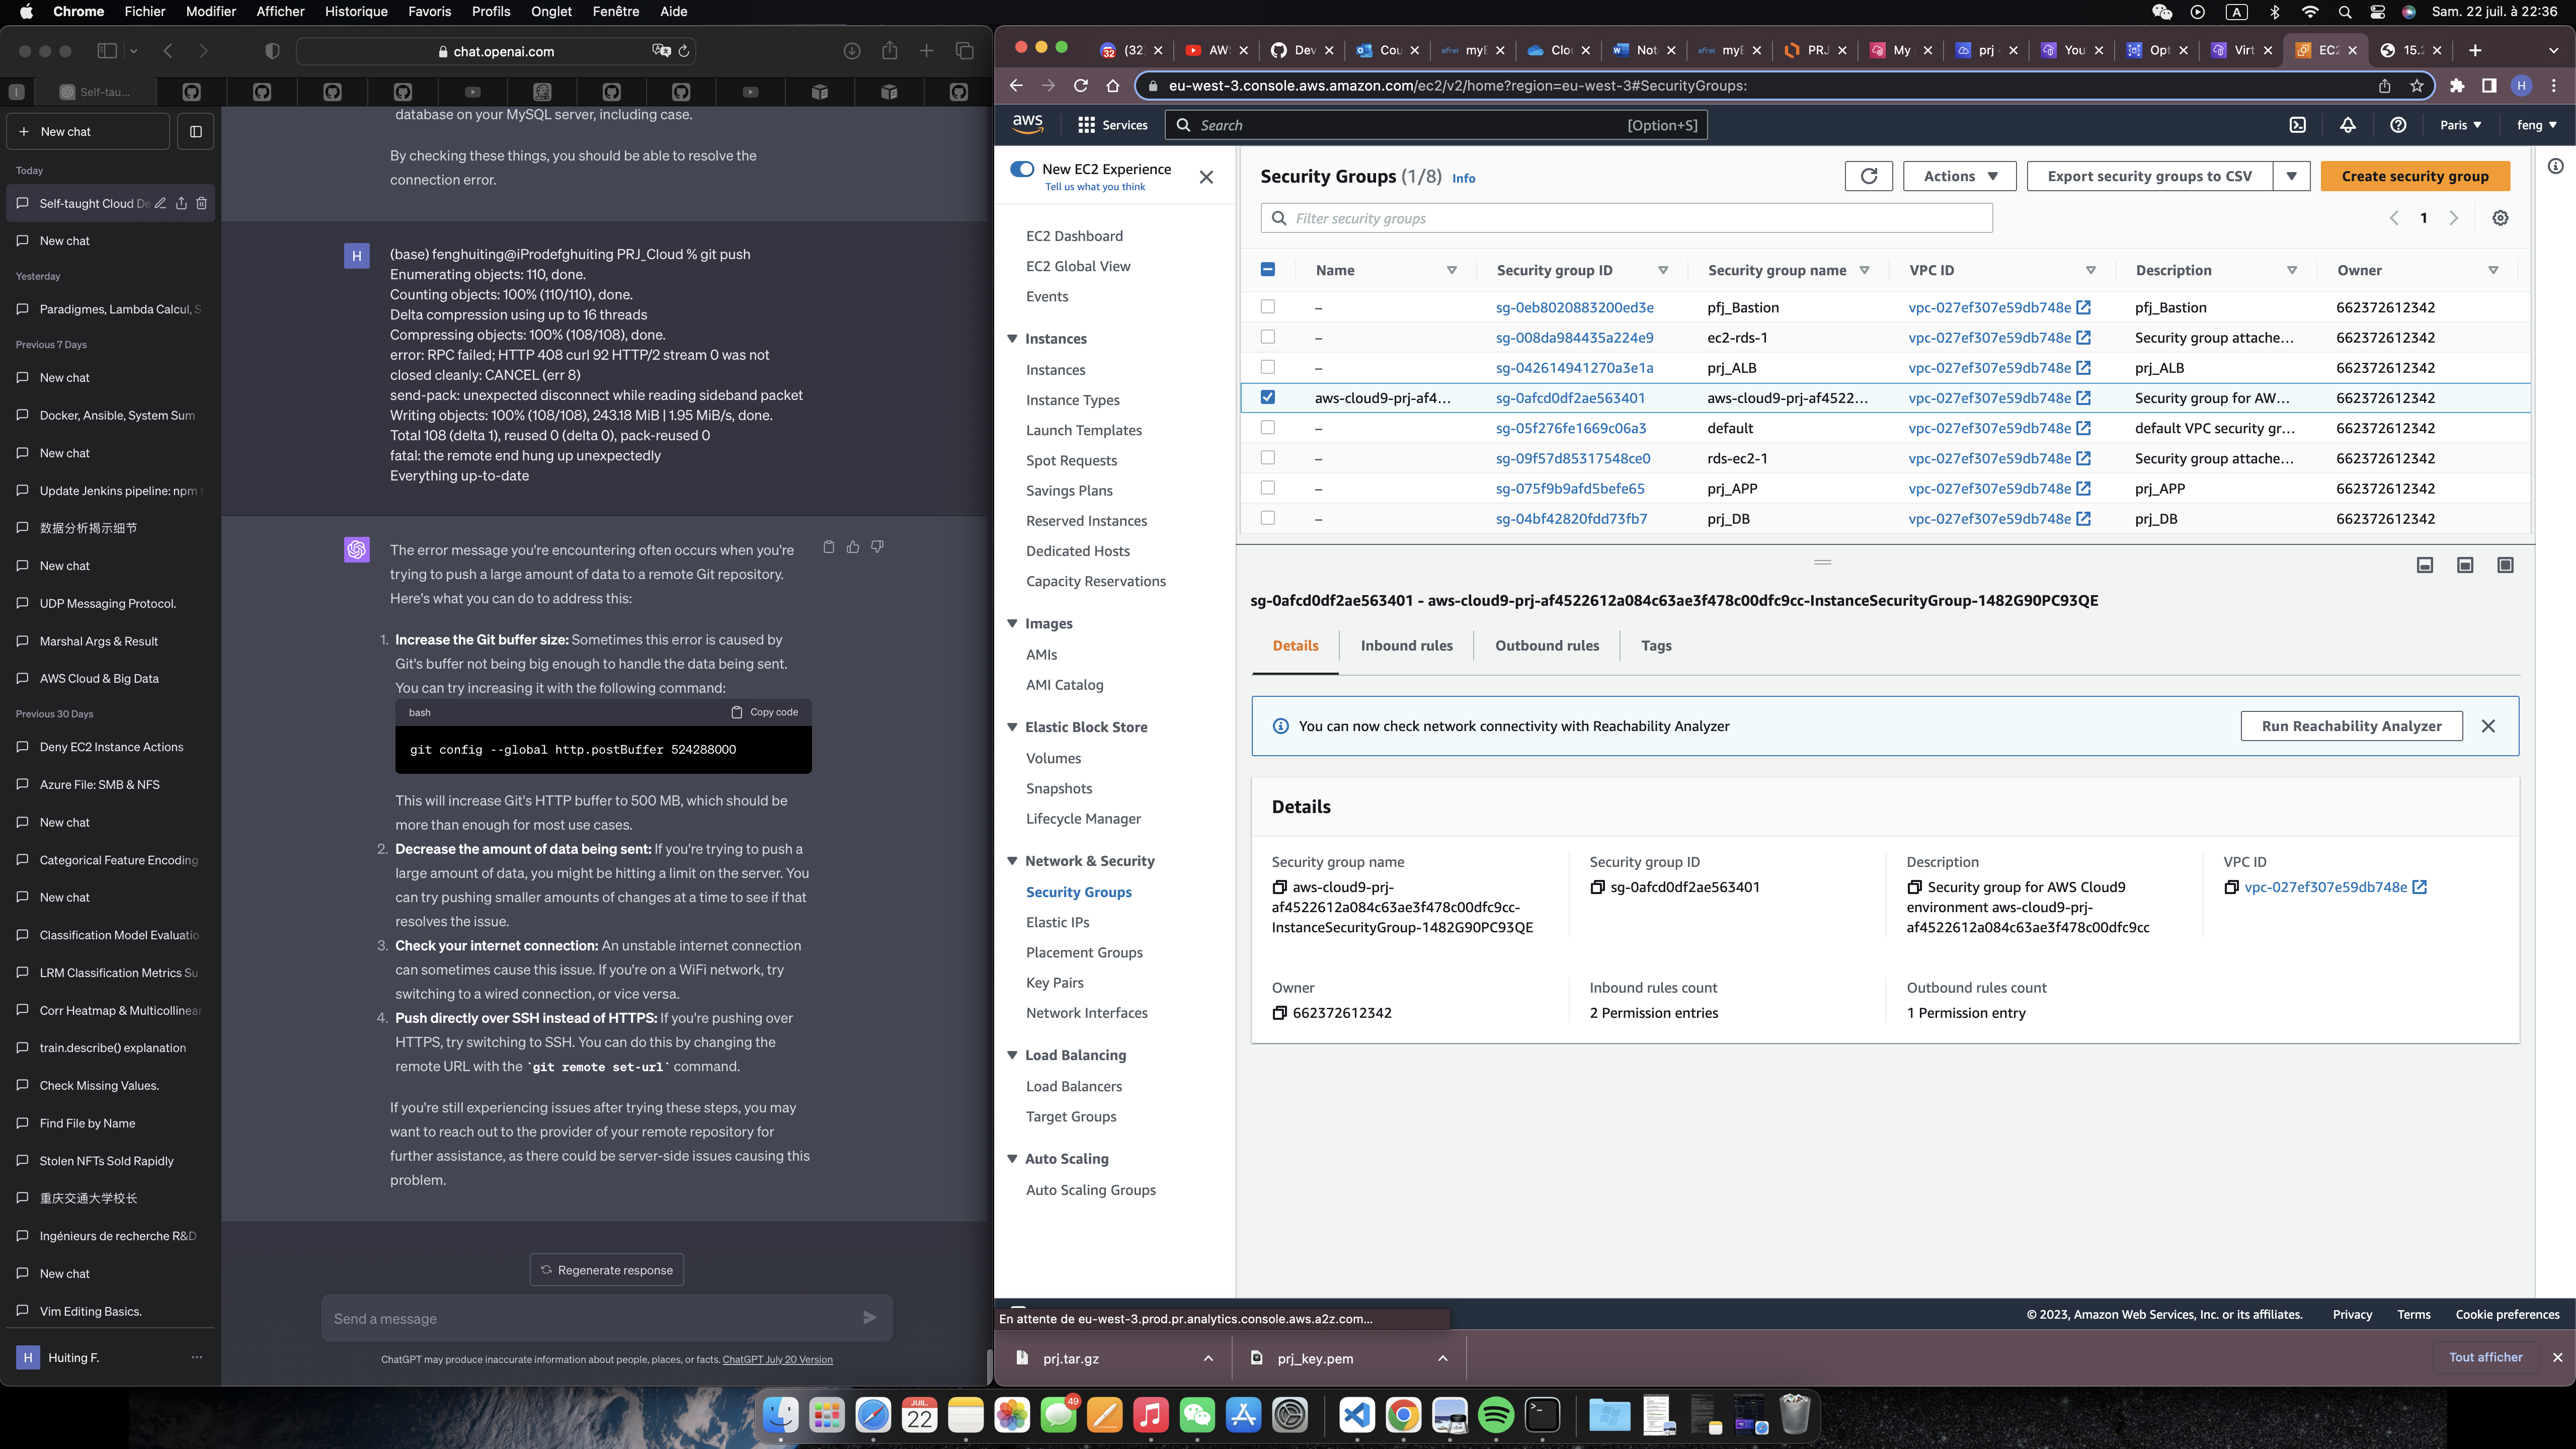 Chrome Fichier Modifier Afficher Historique Favoris Profils Onglet Fenêtre Aide
A Sam. 22 juil. à 22:36
chat.openai.com
Self-tau...
New chat
Today
Self-taught Cloud De
New chat
Yesterday
Paradigmes, Lambda Calcul, S
Previous 7 Days
New chat
Docker, Ansible, System Sum
New chat
Update Jenkins pipeline: npm
数据分析揭示细节
New chat
UDP Messaging Protocol.
Marshal Args & Result
AWS Cloud & Big Data
Previous 30 Days
Deny EC2 Instance Actions
Azure File: SMB & NFS
New chat
Categorical Feature Encoding
New chat
Classification Model Evaluatio
LRM Classification Metrics Su
Corr Heatmap & Multicollinear
train.describe() explanation
Check Missing Values.
Find File by Name
Stolen NFTs Sold Rapidly
重庆交通大学校长
Ingénieurs de recherche R&D
New chat
Vim Editing Basics.
H Huiting F.
database on your MySQL server, including case.
By checking these things, you should be able to resolve the
connection error.
H
(base) fenghuiting@iProdefghuiting PRJ_Cloud % git push
Enumerating objects: 110, done.
Counting objects: 100% (110/110), done.
Delta compression using up to 16 threads
Compressing objects: 100% (108/108), done.
error: RPC failed; HTTP 408 curl 92 HTTP/2 stream 0 was not
closed cleanly: CANCEL (err 8)
send-pack: unexpected disconnect while reading sideband packet
Writing objects: 100% (108/108), 243.18 MiB | 1.95 MiB/s, done.
Total 108 (delta 1), reused 0 (delta 0), pack-reused 0
fatal: the remote end hung up unexpectedly
Everything up-to-date
The error message you're encountering often occurs when you're
trying to push a large amount of data to a remote Git repository.
Here's what you can do to address this:
1. Increase the Git buffer size: Sometimes this error is caused by
Git's buffer not being big enough to handle the data being sent.
You can try increasing it with the following command:
bash Copy code
git config --global http.postBuffer 524288000
This will increase Git's HTTP buffer to 500 MB, which should be
more than enough for most use cases.
2. Decrease the amount of data being sent: If you're trying to push a
large amount of data, you might be hitting a limit on the server. You
can try pushing smaller amounts of changes at a time to see if that
resolves the issue.
3. Check your internet connection: An unstable internet connection
can sometimes cause this issue. If you're on a WiFi network, try
switching to a wired connection, or vice versa.
4. Push directly over SSH instead of HTTPS: If you're pushing over
HTTPS, try switching to SSH. You can do this by changing the
remote URL with the `git remote set-url` command.
If you're still experiencing issues after trying these steps, you may
want to reach out to the provider of your remote repository for
further assistance, as there could be server-side issues causing this
problem.
Regenerate response
Send a message
ChatGPT may produce inaccurate information about people, places, or facts. ChatGPT July 20 Version
32 (32) AW Dev Cou efrei myE Clo Not efrei myE PRJ My prj You Opt Virt EC2 15.
eu-west-3.console.aws.amazon.com/ec2/v2/home?region=eu-west-3#SecurityGroups:
H
aws Services Search [Option+S] Paris feng
New EC2 Experience
Tell us what you think
EC2 Dashboard
EC2 Global View
Events
Instances
Instances
Instance Types
Launch Templates
Spot Requests
Savings Plans
Reserved Instances
Dedicated Hosts
Capacity Reservations
Images
AMIs
AMI Catalog
Elastic Block Store
Volumes
Snapshots
Lifecycle Manager
Network & Security
Security Groups
Elastic IPs
Placement Groups
Key Pairs
Network Interfaces
Load Balancing
Load Balancers
Target Groups
Auto Scaling
Auto Scaling Groups
Security Groups (1/8) Info
Actions Export security groups to CSV Create security group
Filter security groups
1
Name Security group ID Security group name VPC ID Description Owner
– sg-0eb8020883200ed3e pfj_Bastion vpc-027ef307e59db748e pfj_Bastion 662372612342
– sg-008da984435a224e9 ec2-rds-1 vpc-027ef307e59db748e Security group attache... 662372612342
– sg-042614941270a3e1a prj_ALB vpc-027ef307e59db748e prj_ALB 662372612342
aws-cloud9-prj-af4... sg-0afcd0df2ae563401 aws-cloud9-prj-af4522... vpc-027ef307e59db748e Security group for AW... 662372612342
– sg-05f276fe1669c06a3 default vpc-027ef307e59db748e default VPC security gr... 662372612342
– sg-09f57d85317548ce0 rds-ec2-1 vpc-027ef307e59db748e Security group attache... 662372612342
– sg-075f9b9afd5befe65 prj_APP vpc-027ef307e59db748e prj_APP 662372612342
– sg-04bf42820fdd73fb7 prj_DB vpc-027ef307e59db748e prj_DB 662372612342
sg-0afcd0df2ae563401 - aws-cloud9-prj-af4522612a084c63ae3f478c00dfc9cc-InstanceSecurityGroup-1482G90PC93QE
Details Inbound rules Outbound rules Tags
You can now check network connectivity with Reachability Analyzer Run Reachability Analyzer
Details
Security group name
aws-cloud9-prj-
af4522612a084c63ae3f478c00dfc9cc-
InstanceSecurityGroup-1482G90PC93QE
Security group ID
sg-0afcd0df2ae563401
Description
Security group for AWS Cloud9
environment aws-cloud9-prj-
af4522612a084c63ae3f478c00dfc9cc
VPC ID
vpc-027ef307e59db748e
Owner
662372612342
Inbound rules count
2 Permission entries
Outbound rules count
1 Permission entry
© 2023, Amazon Web Services, Inc. or its affiliates. Privacy Terms Cookie preferences
En attente de eu-west-3.prod.pr.analytics.console.aws.a2z.com...
prj.tar.gz prj_key.pem Tout afficher
JUIL. 22
49